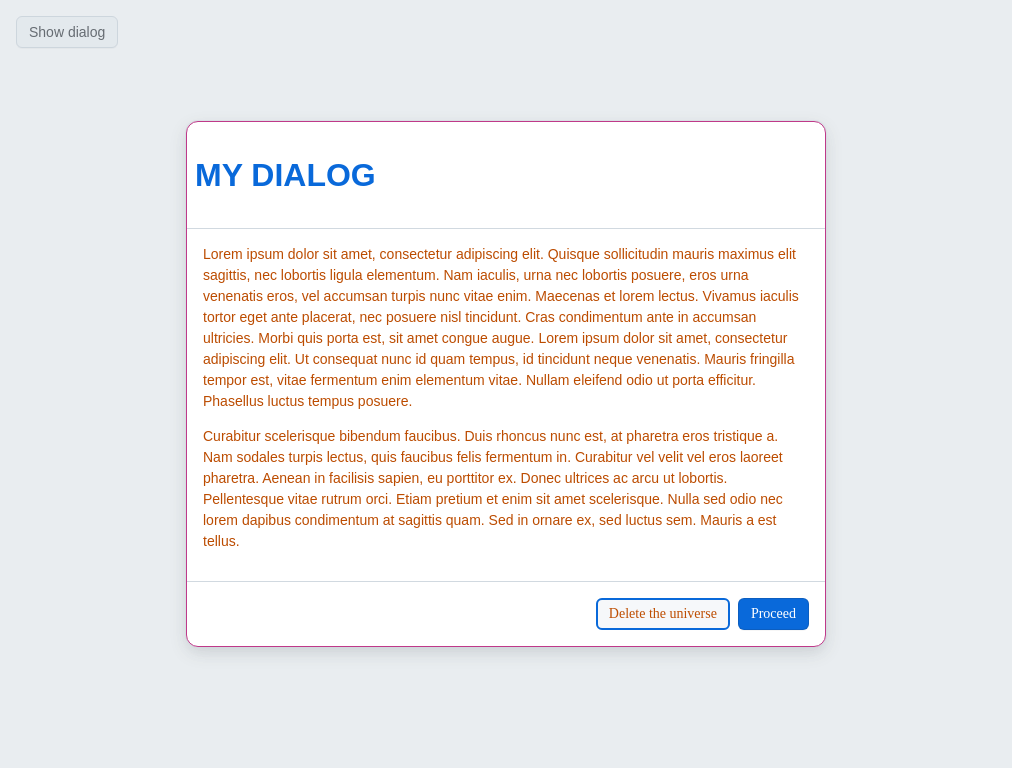 Show dialog
MY DIALOG
Lorem ipsum dolor sit amet, consectetur adipiscing elit. Quisque sollicitudin mauris maximus elit
sagittis, nec lobortis ligula elementum. Nam iaculis, urna nec lobortis posuere, eros urna
venenatis eros, vel accumsan turpis nunc vitae enim. Maecenas et lorem lectus. Vivamus iaculis
tortor eget ante placerat, nec posuere nisl tincidunt. Cras condimentum ante in accumsan
ultricies. Morbi quis porta est, sit amet congue augue. Lorem ipsum dolor sit amet, consectetur
adipiscing elit. Ut consequat nunc id quam tempus, id tincidunt neque venenatis. Mauris fringilla
tempor est, vitae fermentum enim elementum vitae. Nullam eleifend odio ut porta efficitur.
Phasellus luctus tempus posuere.
Curabitur scelerisque bibendum faucibus. Duis rhoncus nunc est, at pharetra eros tristique a.
Nam sodales turpis lectus, quis faucibus felis fermentum in. Curabitur vel velit vel eros laoreet
pharetra. Aenean in facilisis sapien, eu porttitor ex. Donec ultrices ac arcu ut lobortis.
Pellentesque vitae rutrum orci. Etiam pretium et enim sit amet scelerisque. Nulla sed odio nec
lorem dapibus condimentum at sagittis quam. Sed in ornare ex, sed luctus sem. Mauris a est
tellus.
Delete the universe
Proceed